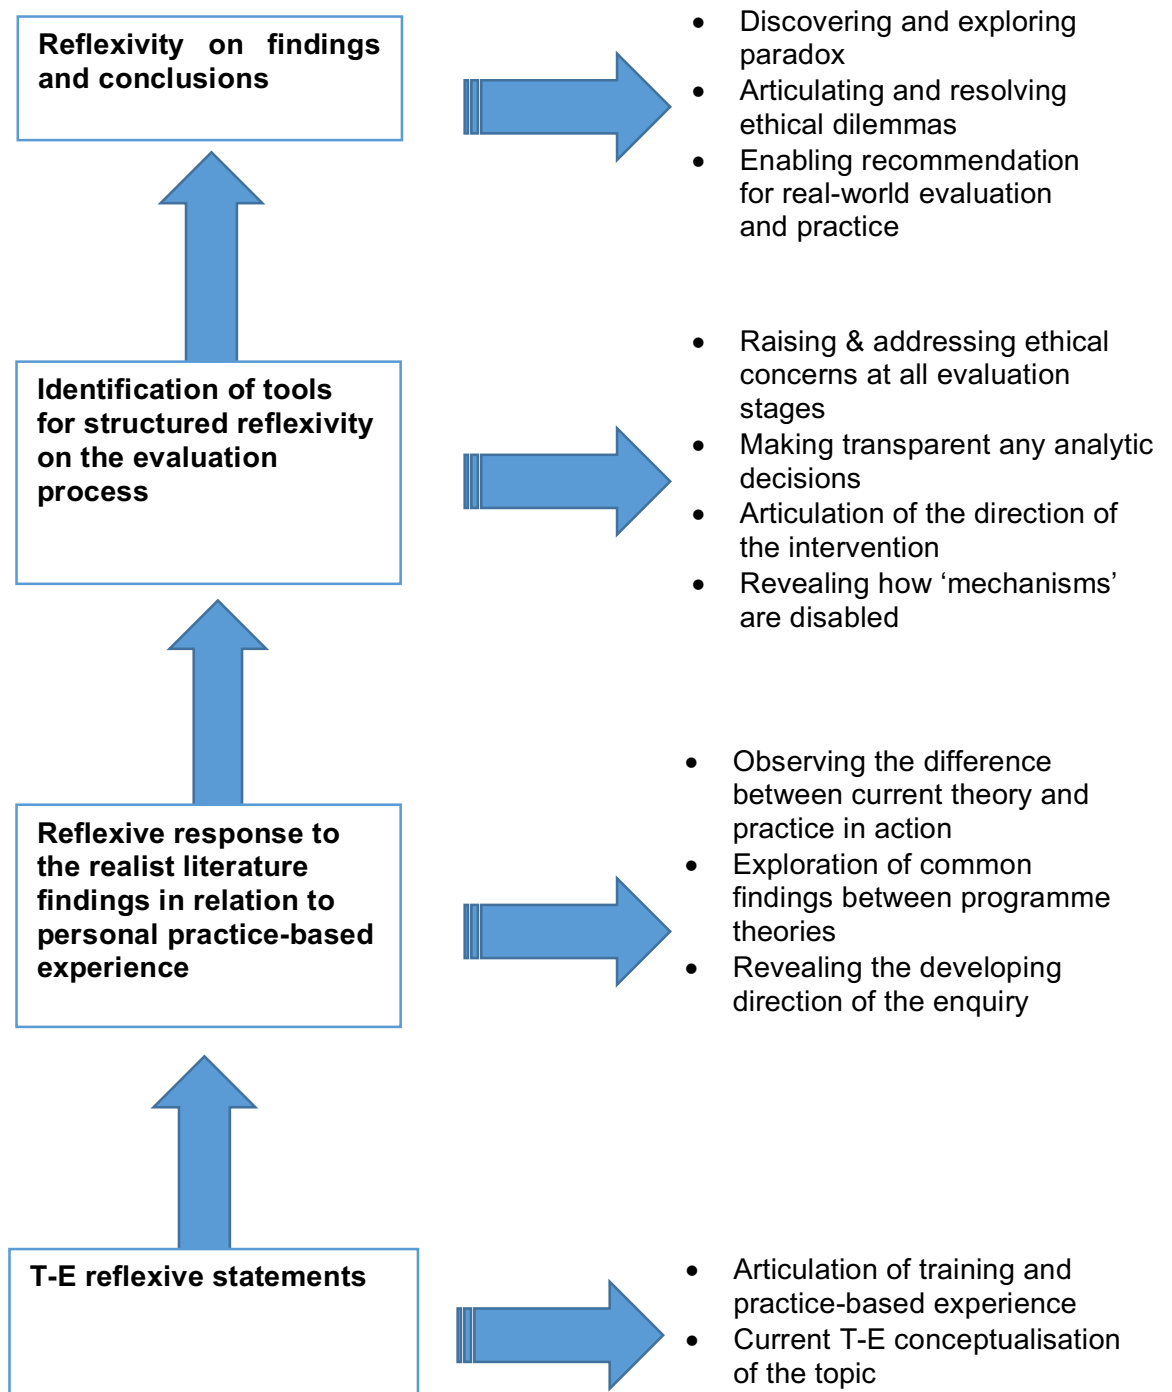 Reflexivity on findings
and conclusions
• Discovering and exploring
paradox
• Articulating and resolving
ethical dilemmas
• Enabling recommendation
for real-world evaluation
and practice
Identification of tools
for structured reflexivity
on the evaluation
process
• Raising & addressing ethical
concerns at all evaluation
stages
• Making transparent any analytic
decisions
• Articulation of the direction of
the intervention
• Revealing how ‘mechanisms’
are disabled
Reflexive response to
the realist literature
findings in relation to
personal practice-based
experience
• Observing the difference
between current theory and
practice in action
• Exploration of common
findings between programme
theories
• Revealing the developing
direction of the enquiry
T-E reflexive statements
• Articulation of training and
practice-based experience
• Current T-E conceptualisation
of the topic